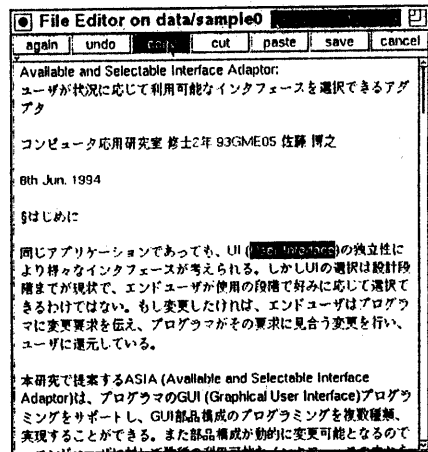 File Editor on data/sample0
again undo copy cut paste save cancel
Available and Selectable Interface Adaptor:
ユーザが状況に応じて利用可能なインタフェースを選択できるアダ
プタ
コンピュータ応用研究室 修士2年 93GME05 佐藤 博之
8th Jun. 1994
§はじめに
同じアプリケーションであっても、UI (User Interface)の独立性に
より様々なインタフェースが考えられる。しかしUIの選択は設計段
階までが現状で、エンドユーザが使用の段階で好みに応じて選択で
きるわけではない。もし変更したければ、エンドユーザはプログラ
マに変更要求を伝え、プログラマがその要求に見合う変更を行い、
ユーザに還元している。
本研究で提案するASIA (Available and Selectable Interface
Adaptor)は、プログラマのGUI (Graphical User Interface)プログラ
ミングをサポートし、GUI部品構成のプログラミングを複数種類、
実現することができる。また部品構成が動的に変更可能となるので